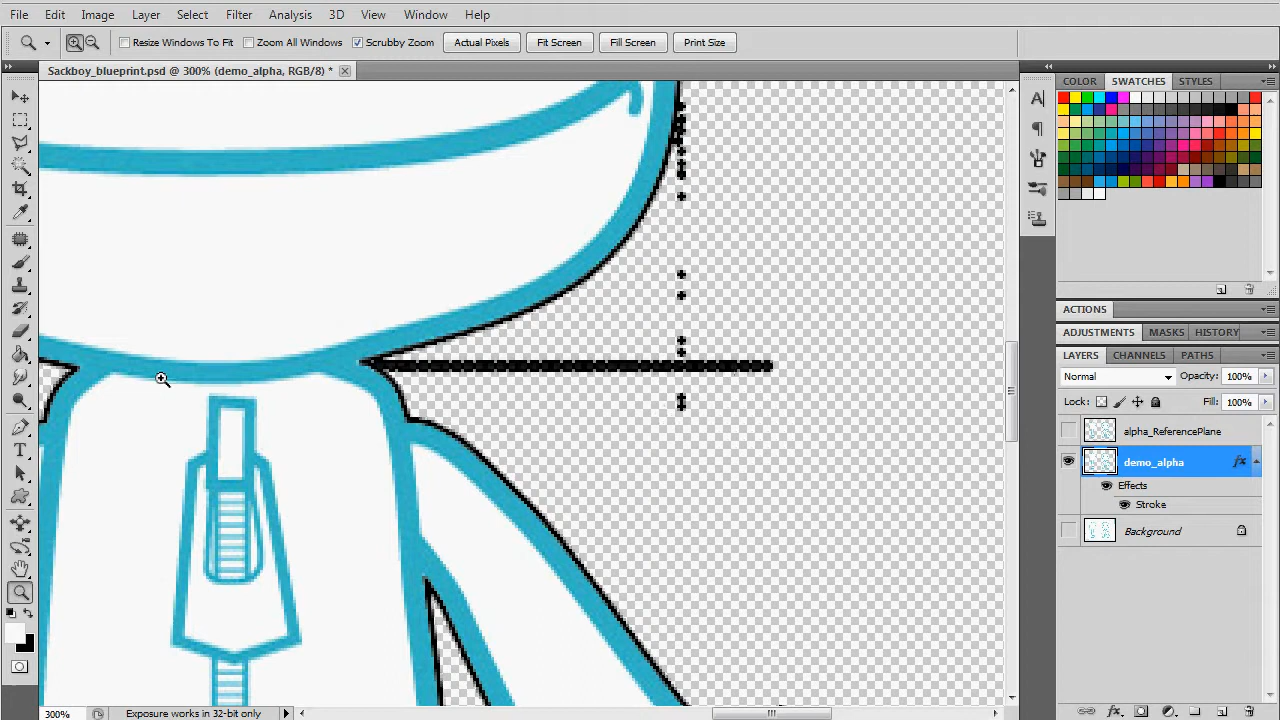 File Edit Image Layer Select Filter Analysis 3D View Window Help
Resize Windows To Fit Zoom All Windows Scrubby Zoom Actual Pixels Fit Screen Fill Screen Print Size
Sackboy_blueprint.psd @ 300% (demo_alpha, RGB/8) *
COLOR SWATCHES STYLES
ACTIONS
ADJUSTMENTS MASKS HISTORY
LAYERS CHANNELS PATHS
Normal Opacity: 100%
Lock: Fill: 100%
alpha_ReferencePlane
demo_alpha fx
Effects
Stroke
Background
300% Exposure works in 32-bit only